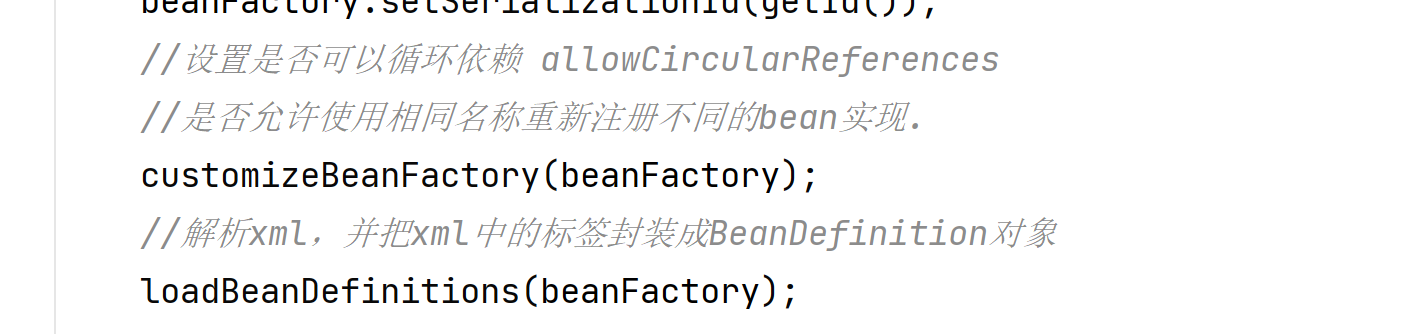 beanFactory.setSerializationId(getId());
//设置是否可以循环依赖 allowCircularReferences
//是否允许使用相同名称重新注册不同的bean实现.
customizeBeanFactory(beanFactory);
//解析xml，并把xml中的标签封装成BeanDefinition对象
loadBeanDefinitions(beanFactory);